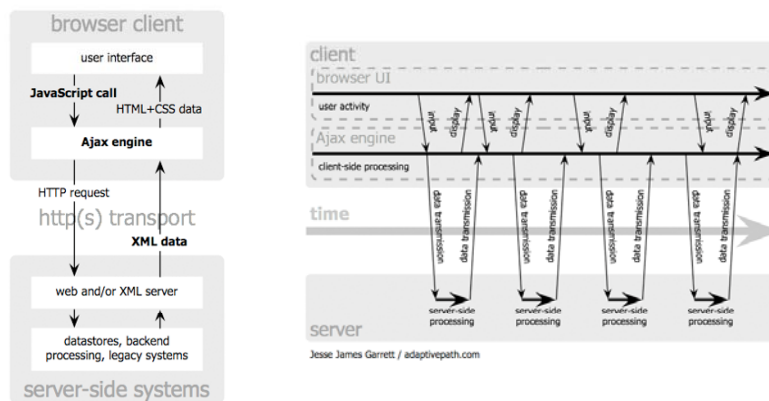 browser client
user interface
JavaScript call
HTML+CSS data
Ajax engine
HTTP request
http(s) transport
XML data
web and/or XML server
datastores, backend
processing, legacy systems
server-side systems
client
browser UI
user activity
input
display
input
display
input
display
input
display
Ajax engine
client-side processing
data transmission
data transmission
data transmission
data transmission
data transmission
data transmission
data transmission
data transmission
time
server-side
processing
server-side
processing
server-side
processing
server-side
processing
server
Jesse James Garrett / adaptivepath.com